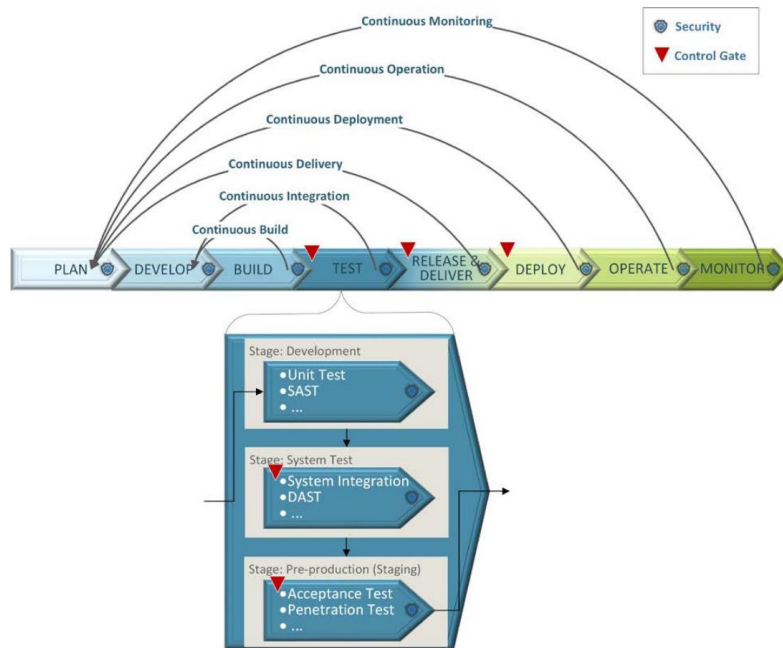 Continuous Monitoring
Security
Control Gate
Continuous Operation
Continuous Deployment
Continuous Delivery
Continuous Integration
Continuous Build
PLAN
DEVELOP
BUILD
TEST
RELEASE &
DELIVER
DEPLOY
OPERATE
MONITOR
Stage: Development
•Unit Test
•SAST
•...
Stage: System Test
•System Integration
•DAST
•...
Stage: Pre-production (Staging)
•Acceptance Test
•Penetration Test
•...